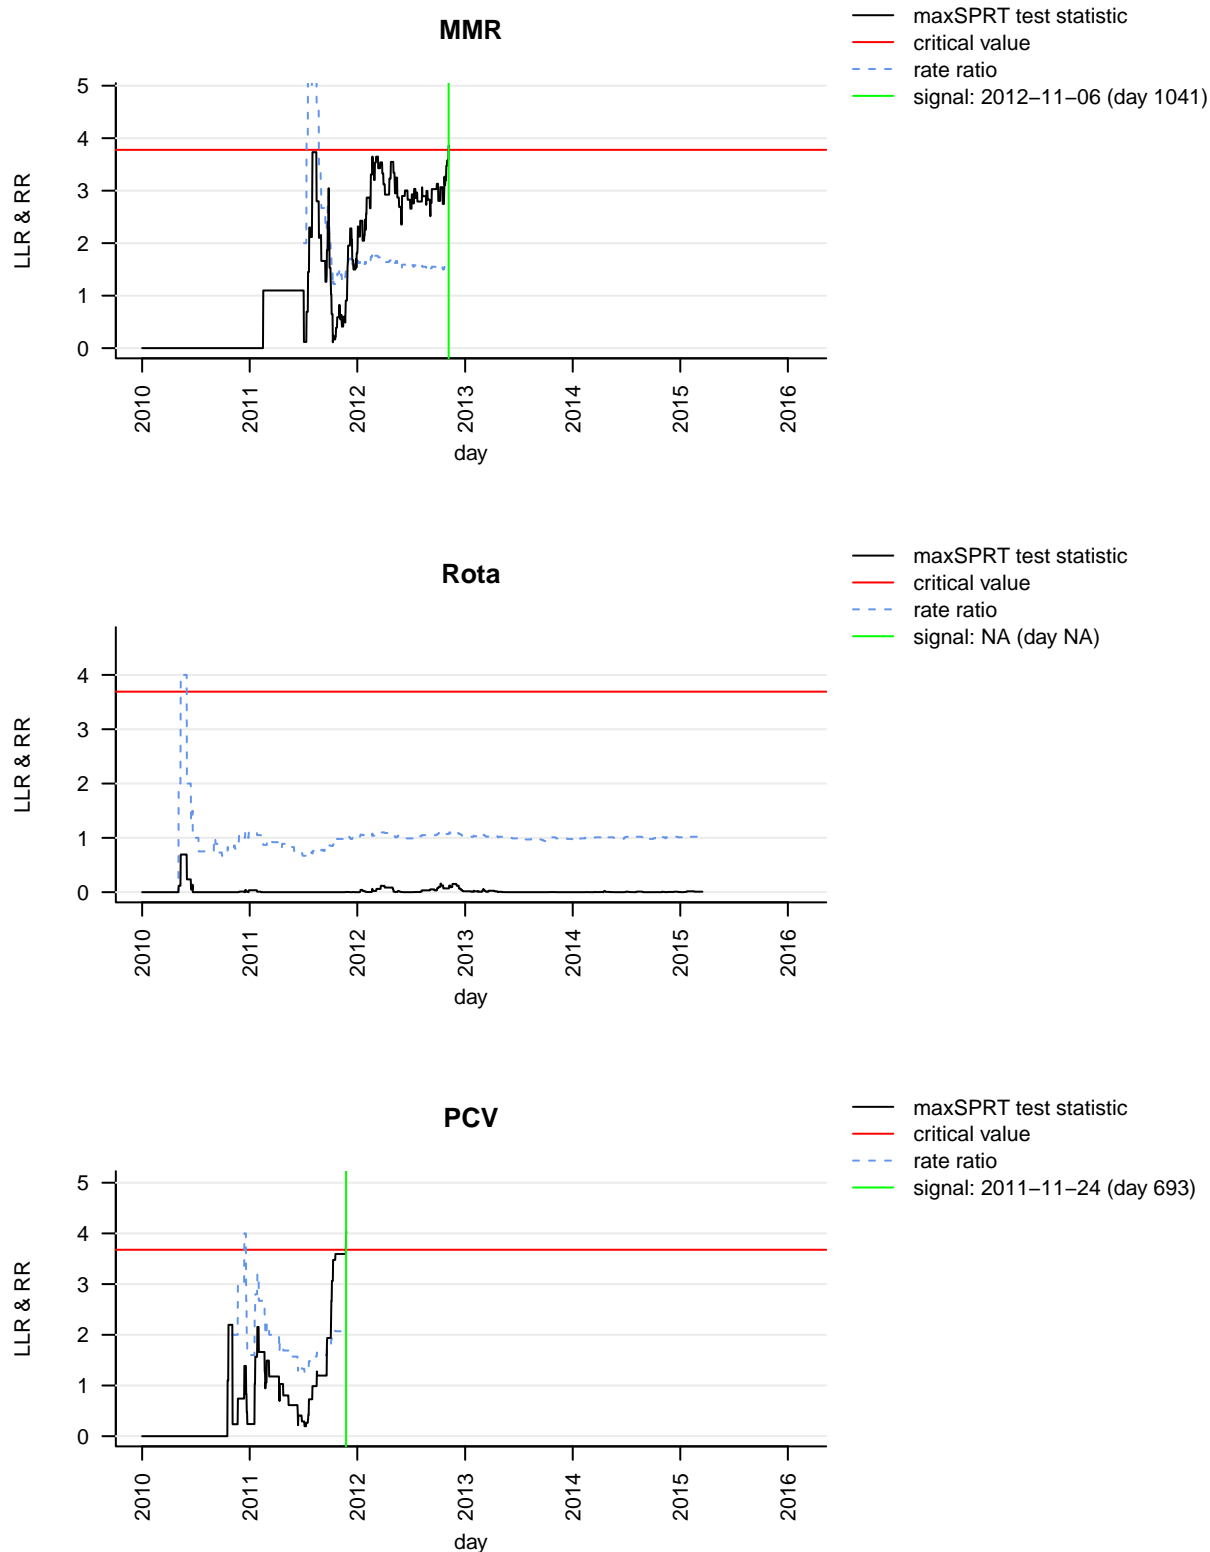 MMR
maxSPRT test statistic
critical value
rate ratio
signal: 2012−11−06 (day 1041)
LLR & RR
5
4
3
2
1
0
2010
2011
2012
2013
2014
2015
2016
day
Rota
maxSPRT test statistic
critical value
rate ratio
signal: NA (day NA)
LLR & RR
4
3
2
1
0
2010
2011
2012
2013
2014
2015
2016
day
PCV
maxSPRT test statistic
critical value
rate ratio
signal: 2011−11−24 (day 693)
LLR & RR
5
4
3
2
1
0
2010
2011
2012
2013
2014
2015
2016
day